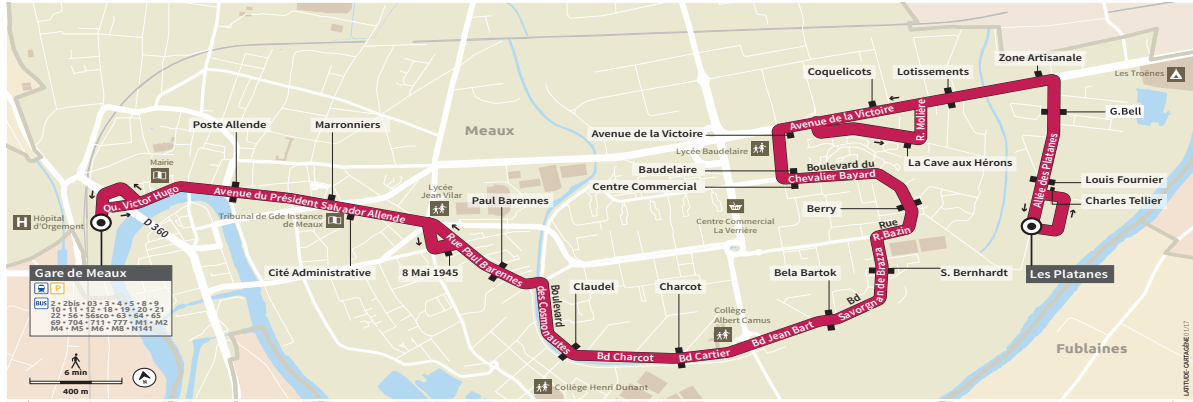 Zone Artisanale
Coquelicots
Lotissements
Les Troènes
G.Bell
Poste Allende
Marronniers
Meaux
Avenue de la Victoire
Avenue de la Victoire
R. Molière
Lycée Baudelaire
La Cave aux Hérons
Mairie
Baudelaire
Boulevard du
Chevalier Bayard
Centre Commercial
Allée des Platanes
Louis Fournier
Charles Tellier
Qu. Victor Hugo
Avenue du Président Salvador Allende
Lycée
Jean Vilar
Paul Barennes
Berry
Centre Commercial
La Verrière
H
Hôpital
d'Orgemont
D 360
Tribunal de Gde Instance
de Meaux
Rue Paul Barennes
Rue
R.Bazin
Gare de Meaux
P
BUS
2 • 2bis • 03 • 3 • 4 • 5 • 8 • 9
10 • 11 • 12 • 18 • 19 • 20 • 21
22 • 56 • S6sco • 63 • 64 • 65
69 • 704 • 711 • 777 • M1 • M2
M4 • M5 • M6 • M8 • N141
Cité Administrative
8 Mai 1945
Claudel
Charcot
Bela Bartok
S. Bernhardt
Les Platanes
Boulevard
des Cosmonautes
Bd
Savorgnan de Brazza
Collège
Albert Camus
Bd Charcot
Bd Cartier
Bd Jean Bart
Fublaines
6 min
400 m
N
Collège Henri Dunant
LATITUDE-CARTAGÈNE 01/17